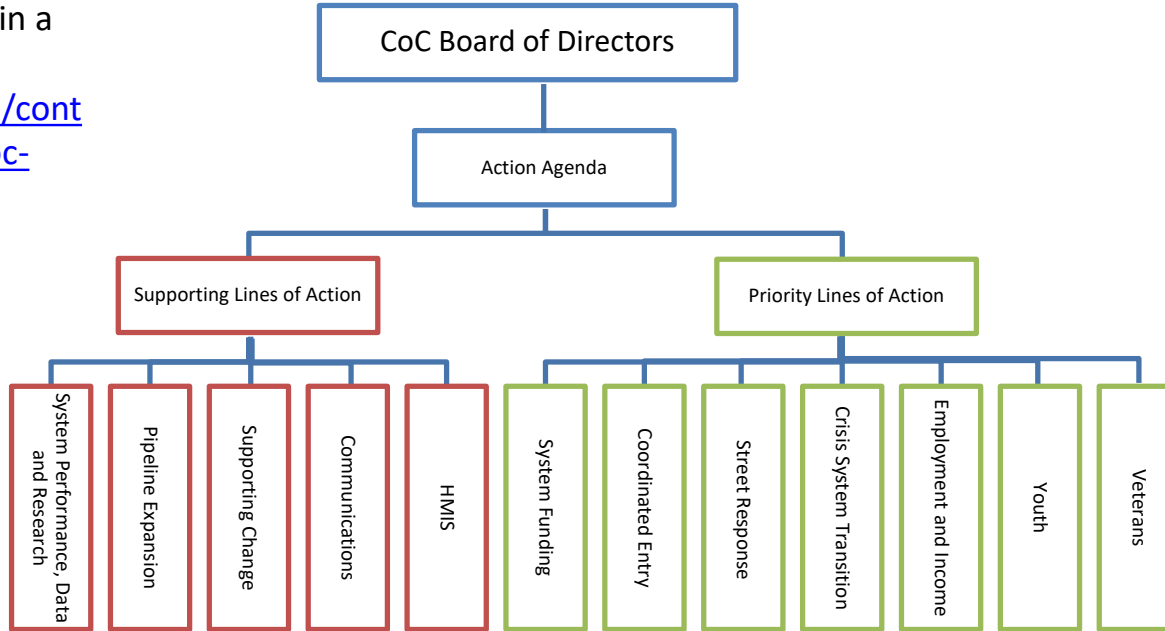 in a
/cont
c-
CoC Board of Directors
Action Agenda
Supporting Lines of Action
Priority Lines of Action
System Performance, Data
and Research
Pipeline Expansion
Supporting Change
Communications
HMIS
System Funding
Coordinated Entry
Street Response
Crisis System Transition
Employment and Income
Youth
Veterans